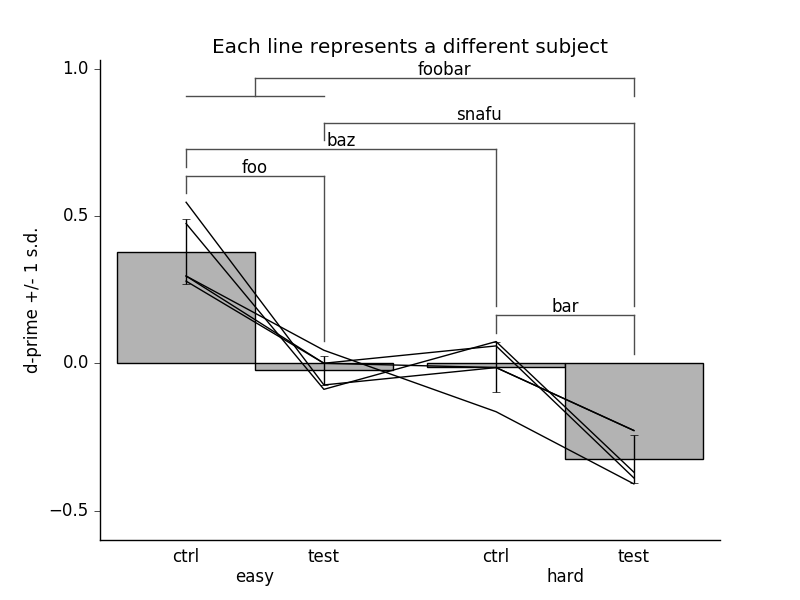 Each line represents a different subject
1.0
foobar
snafu
baz
foo
0.5
bar
d-prime +/- 1 s.d.
0.0
−0.5
ctrl test ctrl test
easy hard